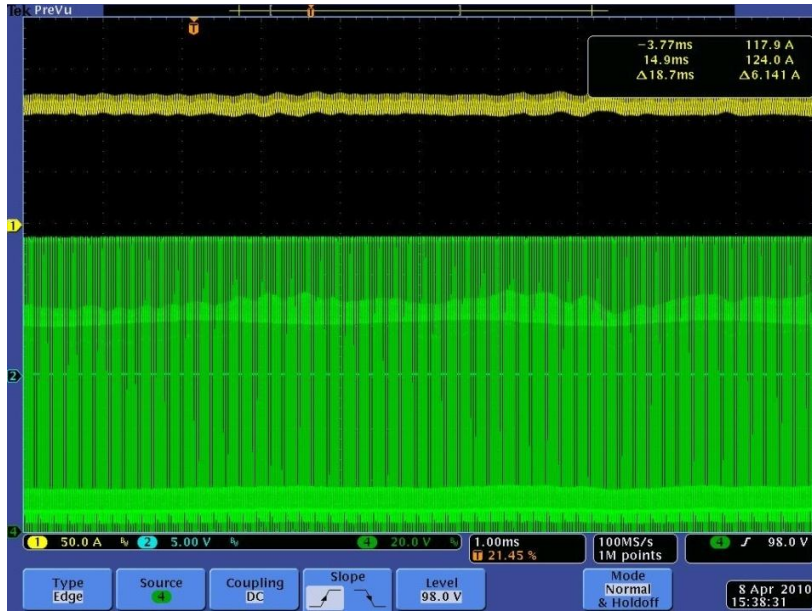 Tek PreVu
T
T
-3.77ms 117.9 A
14.9ms 124.0 A
Δ18.7ms Δ6.141 A
1
2
4
1 50.0 A 2 5.00 V 4 20.0 V 1.00ms 100MS/s 4 98.0 V
T 21.45 % 1M points
Type Source Coupling Slope Level Mode
Edge 4 DC 98.0 V Normal
& Holdoff
8 Apr 2010
15:38:31